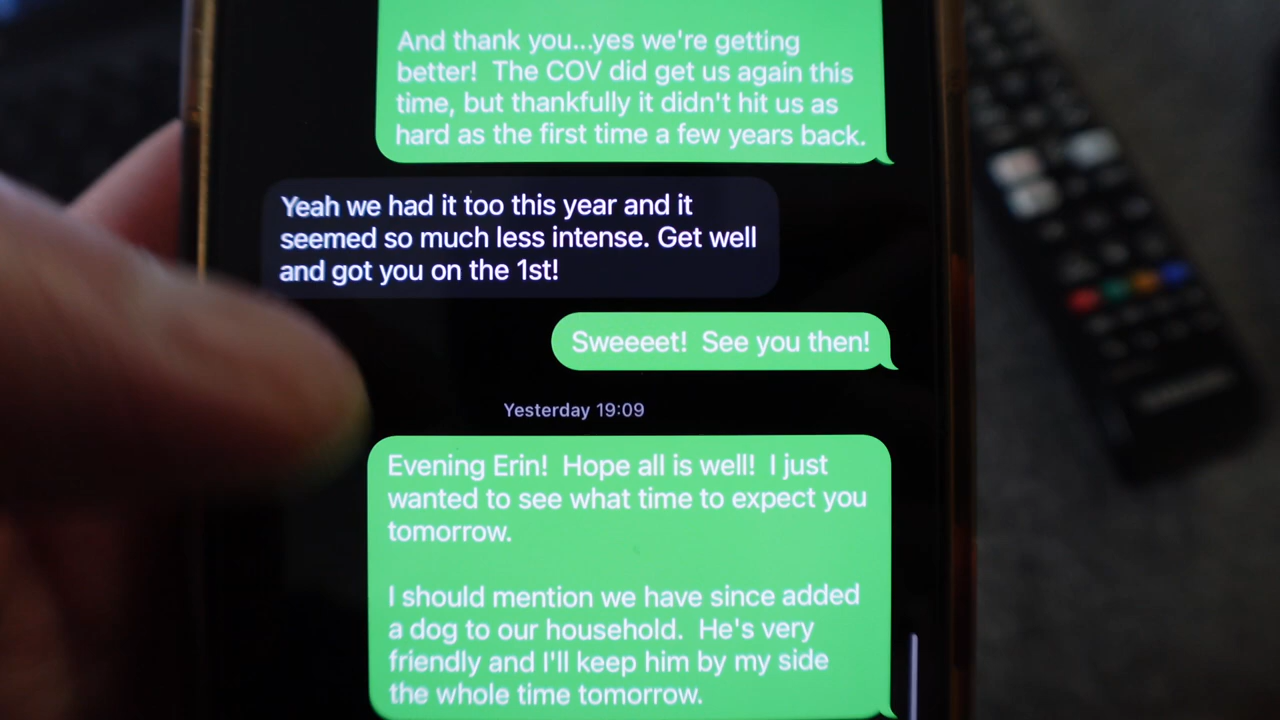 And thank you...yes we're getting
better!  The COV did get us again this
time, but thankfully it didn't hit us as
hard as the first time a few years back.
Yeah we had it too this year and it
seemed so much less intense. Get well
and got you on the 1st!
Sweeeet!  See you then!
Yesterday 19:09
Evening Erin!  Hope all is well!  I just
wanted to see what time to expect you
tomorrow.
I should mention we have since added
a dog to our household.  He's very
friendly and I'll keep him by my side
the whole time tomorrow.